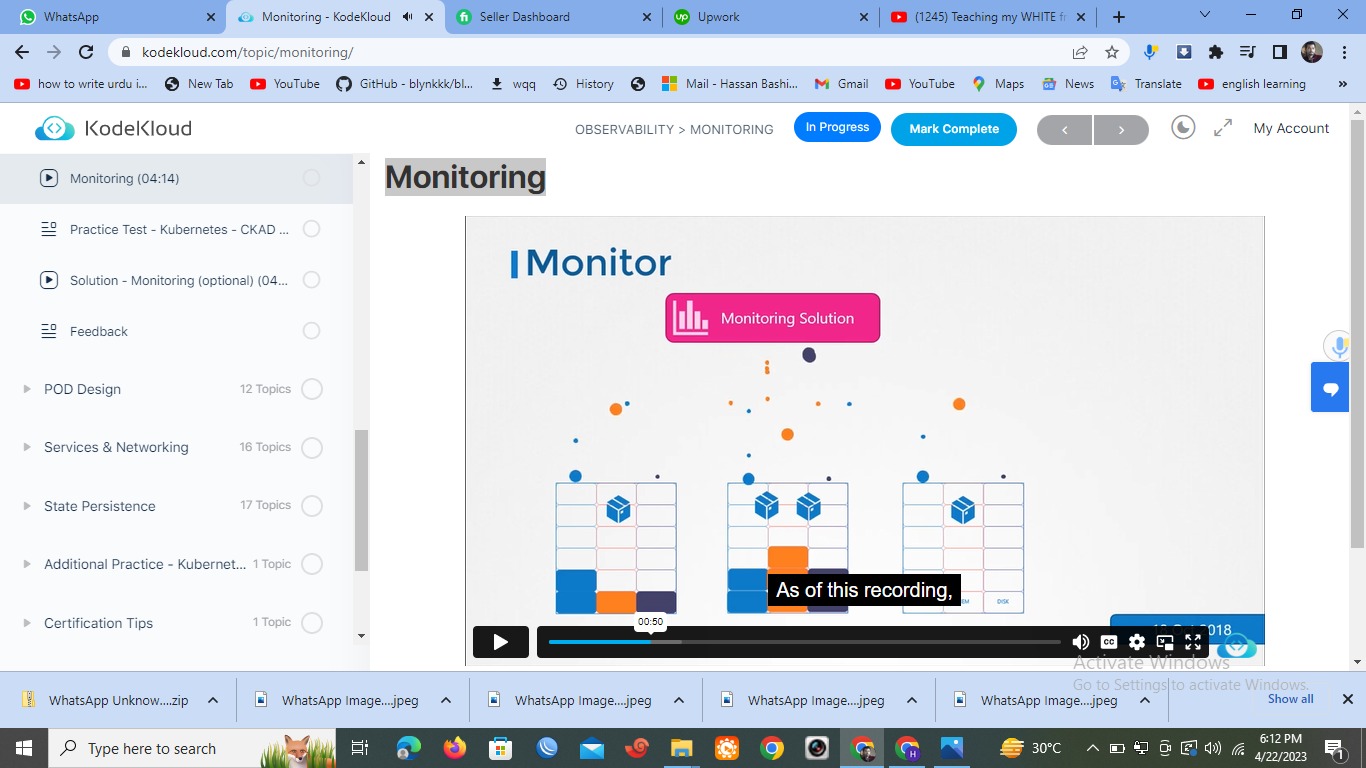 WhatsApp
Monitoring - KodeKloud
Seller Dashboard
Upwork
(1245) Teaching my WHITE fr
kodekloud.com/topic/monitoring/
how to write urdu i...
New Tab
YouTube
GitHub - blynkkk/bl...
wqq
History
Mail - Hassan Bashi...
Gmail
YouTube
Maps
News
Translate
english learning
»
KodeKloud
OBSERVABILITY > MONITORING
In Progress
Mark Complete
<
>
My Account
Monitoring (04:14)
Practice Test - Kubernetes - CKAD ...
Solution - Monitoring (optional) (04...
Feedback
POD Design
12 Topics
Services & Networking
16 Topics
State Persistence
17 Topics
Additional Practice - Kubernet...
1 Topic
Certification Tips
1 Topic
Monitoring
Monitor
Monitoring Solution
As of this recording,
DISK
00:50
2018
CC
Activate Windows
Go to Settings to activate Windows.
WhatsApp Unknow....zip
WhatsApp Image....jpeg
WhatsApp Image....jpeg
WhatsApp Image....jpeg
WhatsApp Image....jpeg
Show all
Type here to search
30°C
6:12 PM
4/22/2023
1